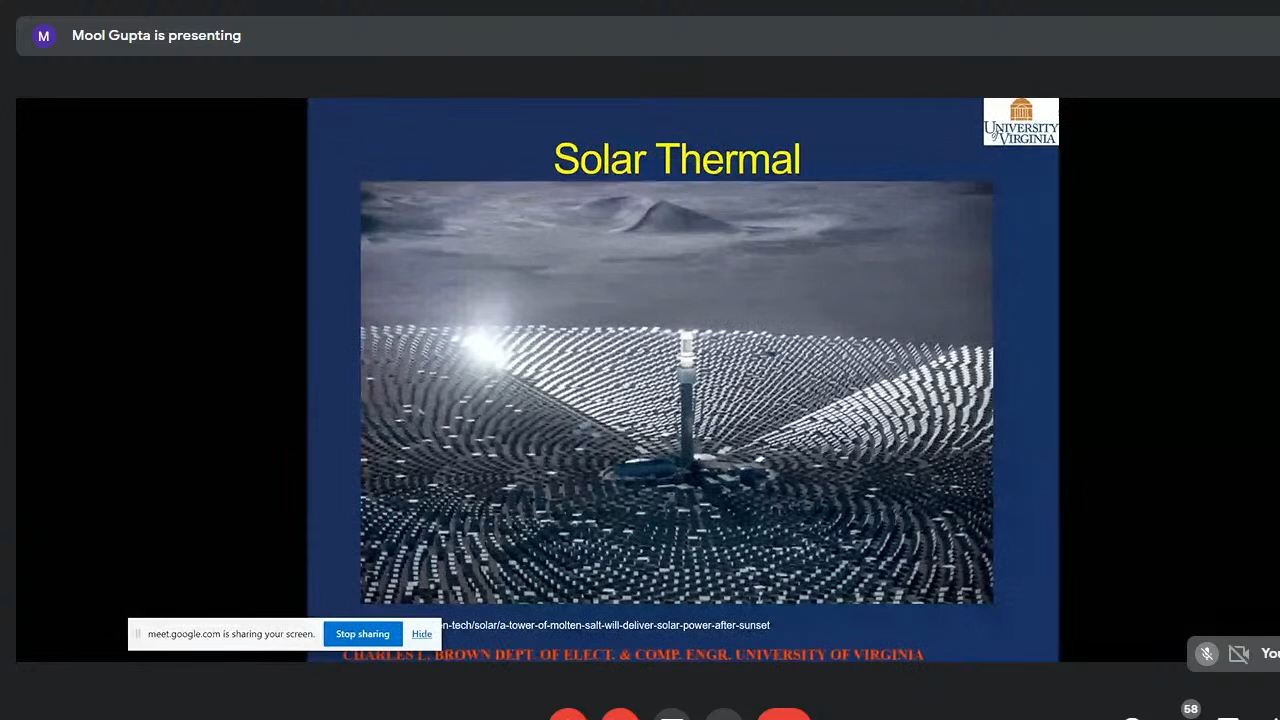 M
Mool Gupta is presenting
UNIVERSITY
of VIRGINIA
Solar Thermal
n-tech/solar/a-tower-of-molten-salt-will-deliver-solar-power-after-sunset
meet.google.com is sharing your screen.
Stop sharing
Hide
CHARLES L. BROWN DEPT. OF ELECT. & COMP. ENGR. UNIVERSITY OF VIRGINIA
You
58